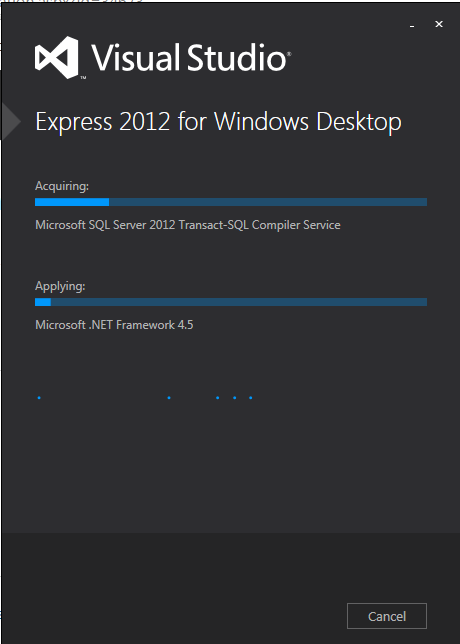 Visual Studio®
™
Express 2012 for Windows Desktop
Acquiring:
Microsoft SQL Server 2012 Transact-SQL Compiler Service
Applying:
Microsoft .NET Framework 4.5
Cancel